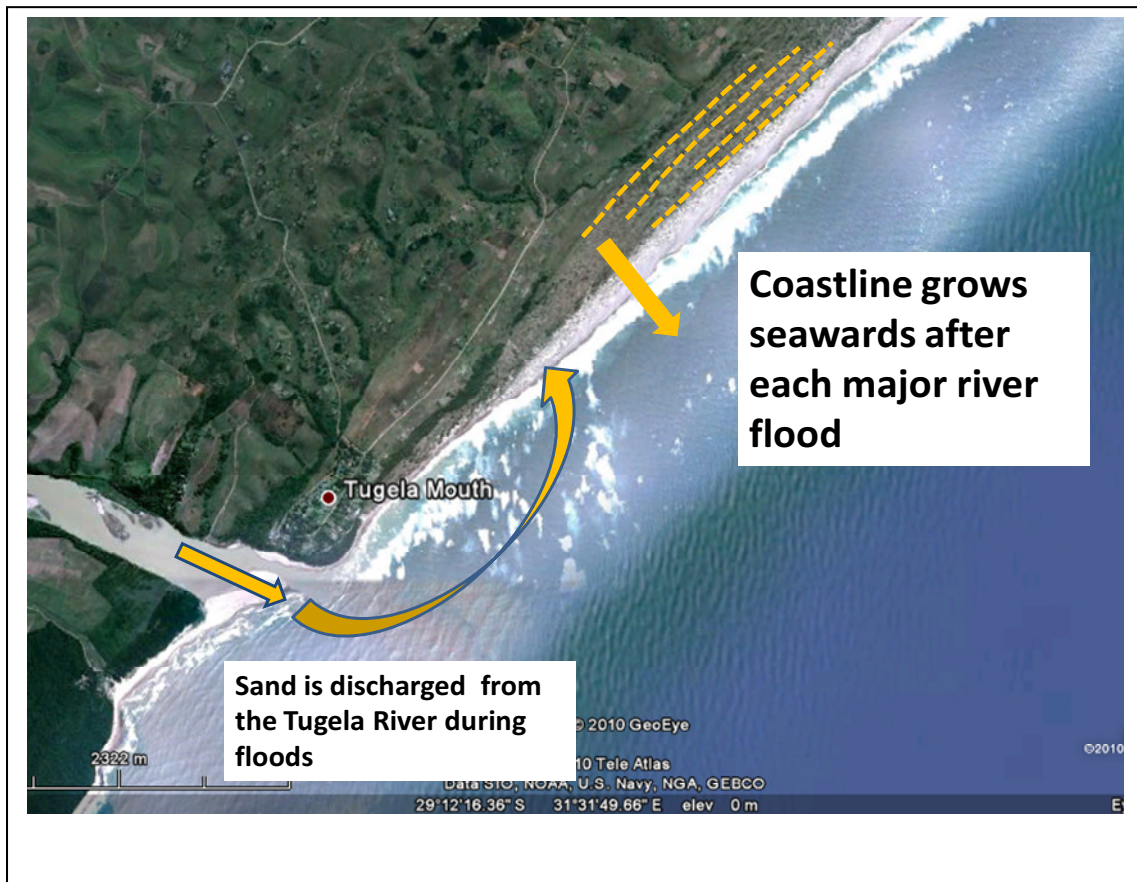 Coastline grows
seawards after
each major river
flood
Tugela Mouth
Sand is discharged from
the Tugela River during
floods
2322 m
© 2010 GeoEye
10 Tele Atlas
Data SIO, NOAA, U.S. Navy, NGA, GEBCO
©2010
29°12'16.36" S 31°31'49.66" E elev 0 m